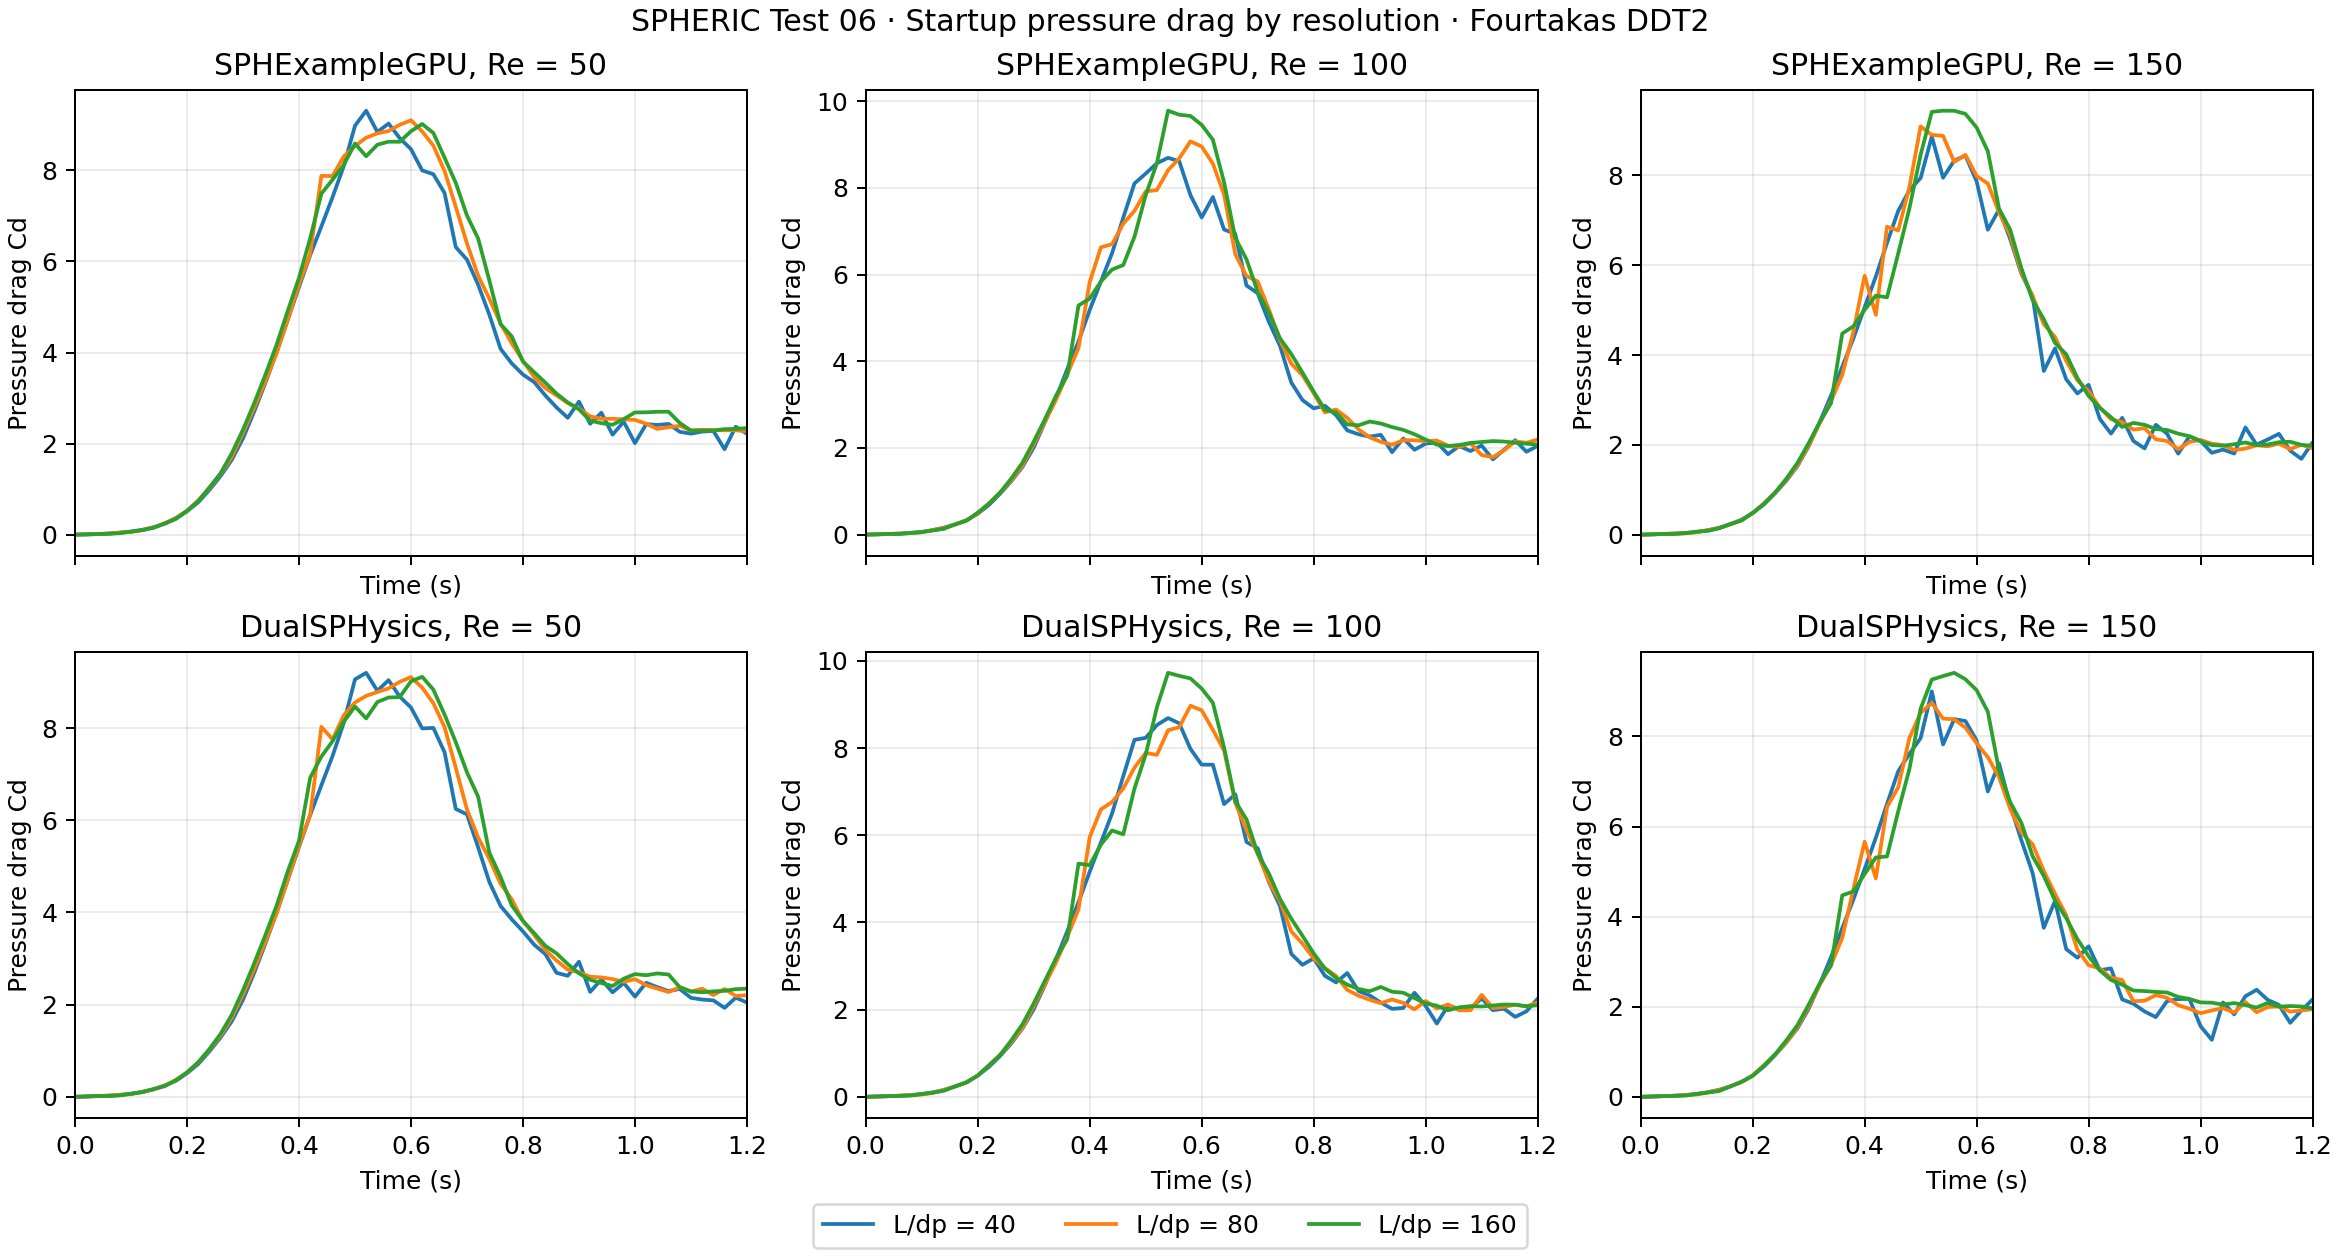 SPHERIC Test 06 · Startup pressure drag by resolution · Fourtakas DDT2
SPHExampleGPU, Re = 50
Pressure drag Cd
8
6
4
2
0
Time (s)
SPHExampleGPU, Re = 100
Pressure drag Cd
10
8
6
4
2
0
Time (s)
SPHExampleGPU, Re = 150
Pressure drag Cd
8
6
4
2
0
Time (s)
DualSPHysics, Re = 50
Pressure drag Cd
8
6
4
2
0
0.0 0.2 0.4 0.6 0.8 1.0 1.2
Time (s)
DualSPHysics, Re = 100
Pressure drag Cd
10
8
6
4
2
0
0.0 0.2 0.4 0.6 0.8 1.0 1.2
Time (s)
DualSPHysics, Re = 150
Pressure drag Cd
8
6
4
2
0
0.0 0.2 0.4 0.6 0.8 1.0 1.2
Time (s)
L/dp = 40 L/dp = 80 L/dp = 160